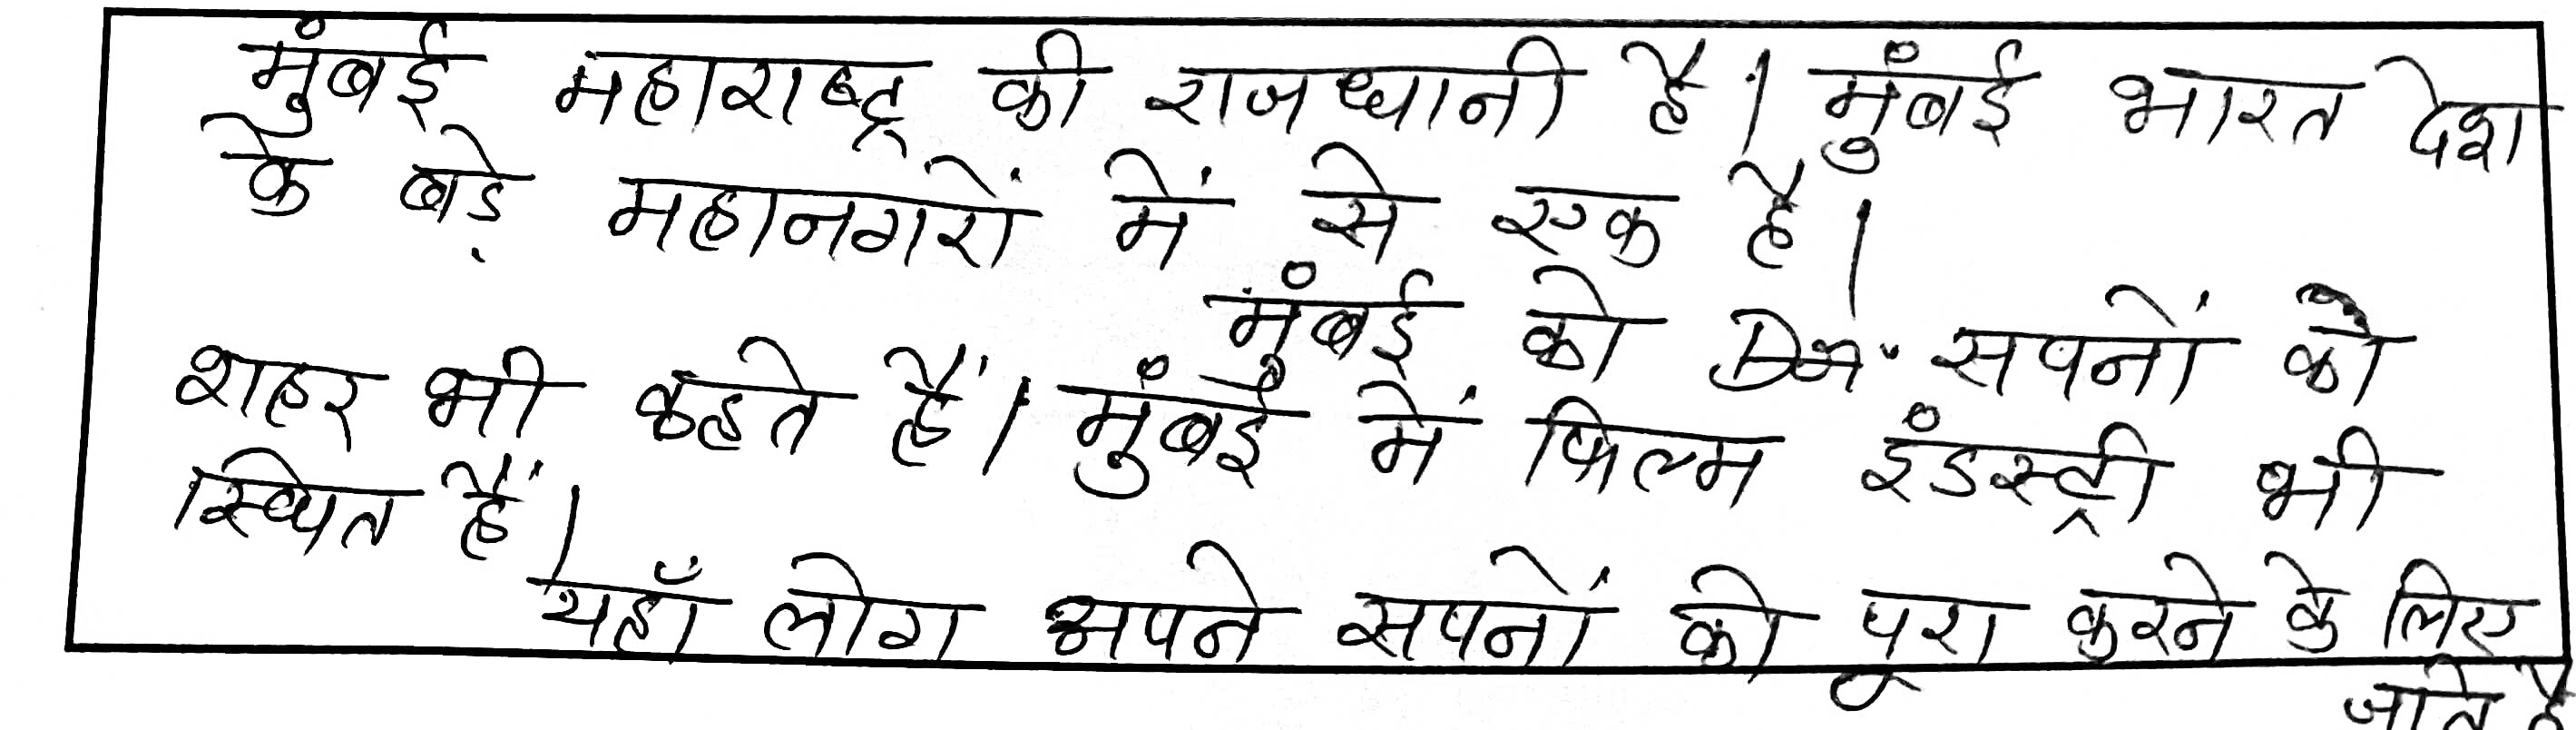 मुंबई महाराष्ट्र की राजधानी है। मुंबई भारत देश
के बड़े महानगरों में से एक है।
मुंबई को सपनों को
शहर भी कहते हैं। मुंबई में फिल्म इंडस्ट्री भी
स्थित हैं।
यहाँ लोग अपने सपनों को पूरा करने के लिए
जाते है